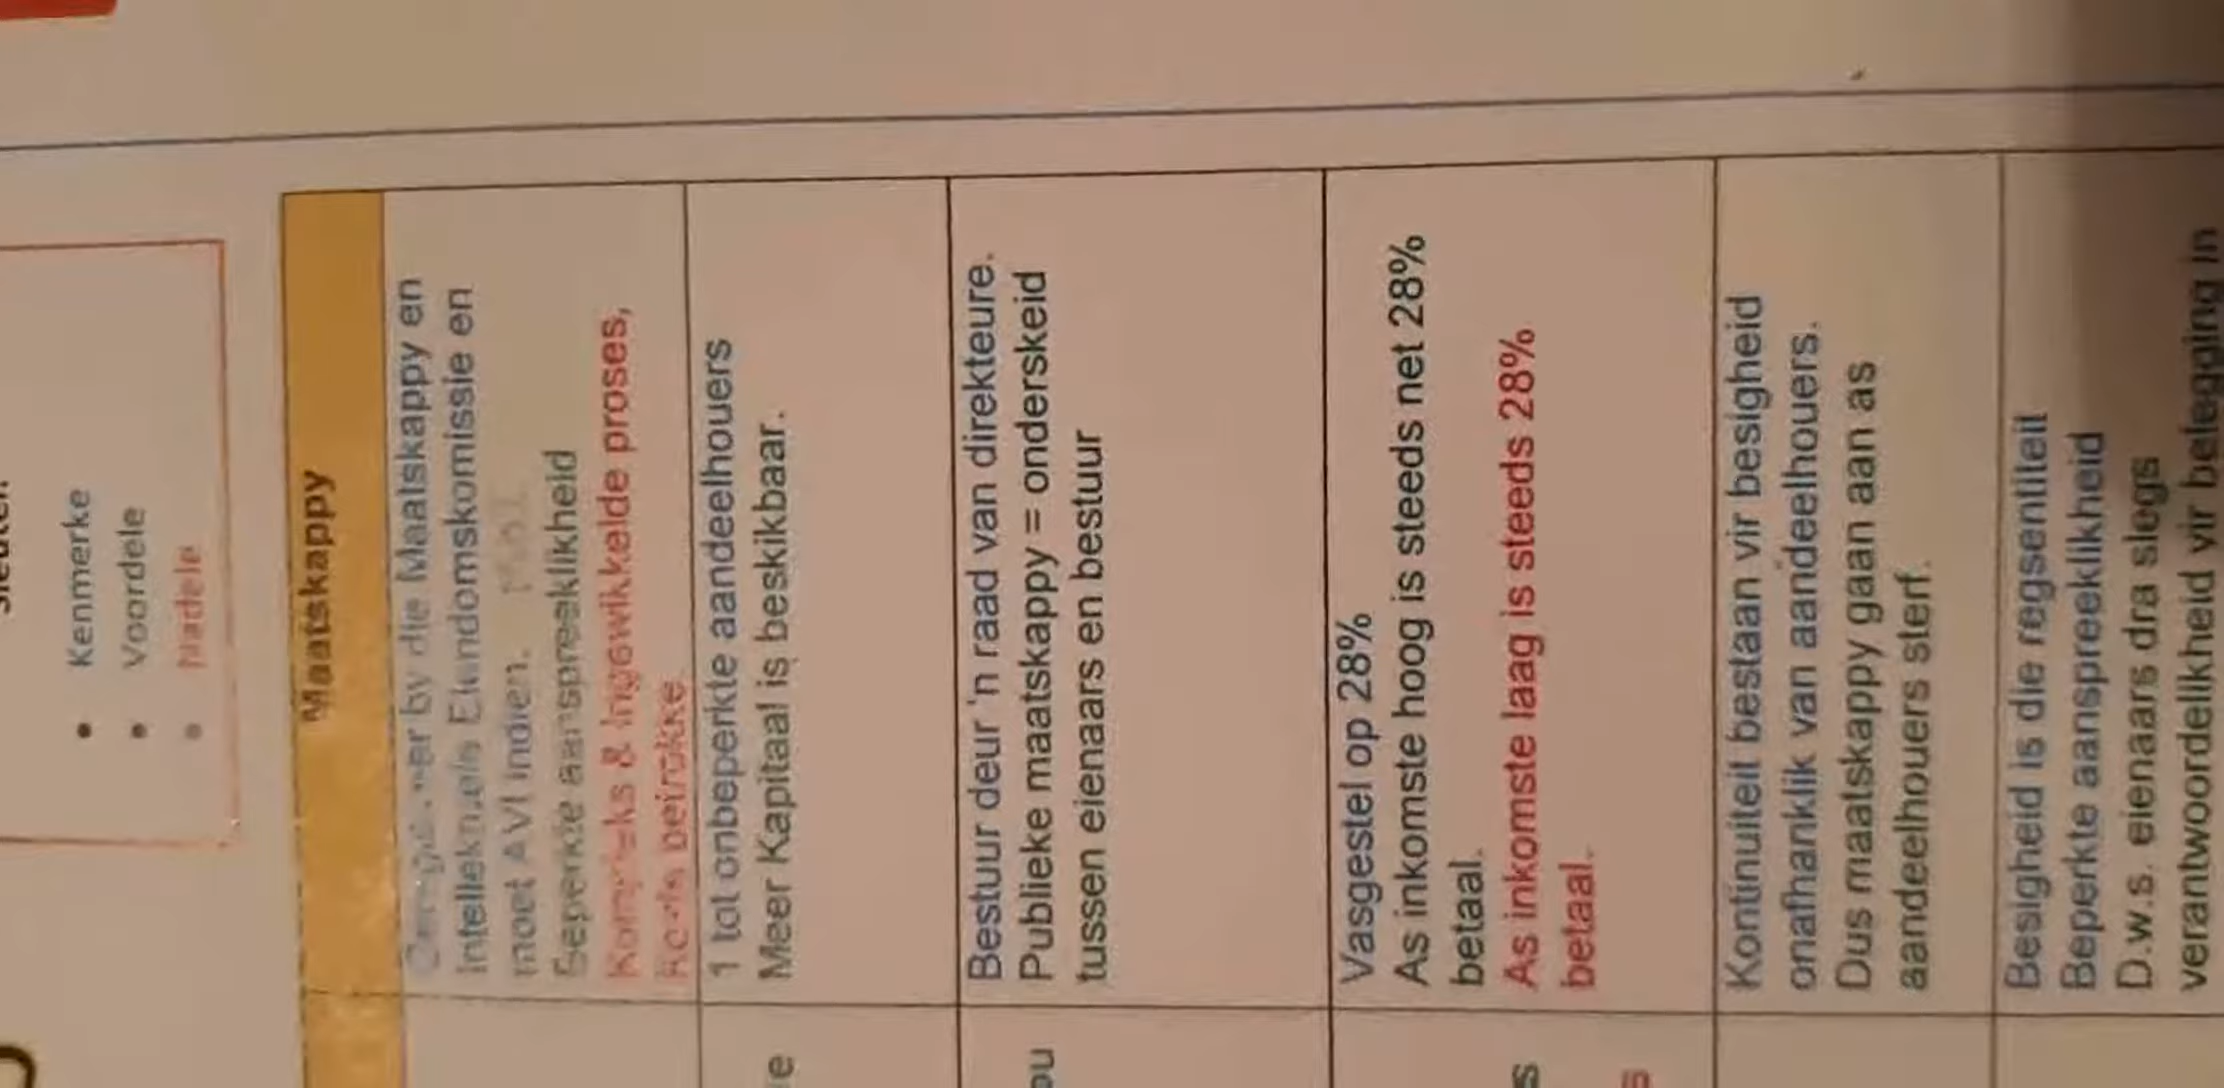 Kenmerke
Voordele
Nadele
Maatskappy
by die Maatskappy en
Eiendomskomissie en
moet AVI indien.
Beperkte aanspreeklikheid
& ingewikkelde proses,
1 tot onbeperkte aandeelhouers
Meer Kapitaal is beskikbaar.
Bestuur deur 'n raad van direkteure.
Publieke maatskappy = onderskeid
tussen eienaars en bestuur
Vasgestel op 28%
As inkomste hoog is steeds net 28%
betaal.
As inkomste laag is steeds 28%
betaal.
Kontinuiteit bestaan vir besigheid
onafhanklik van aandeelhouers.
Dus maatskappy gaan aan as
aandeelhouers sterf.
Besigheid is die regsentiteit
Beperkte aanspreeklikheid
D.w.s. eienaars dra slegs
verantwoordelikheid vir belegging in